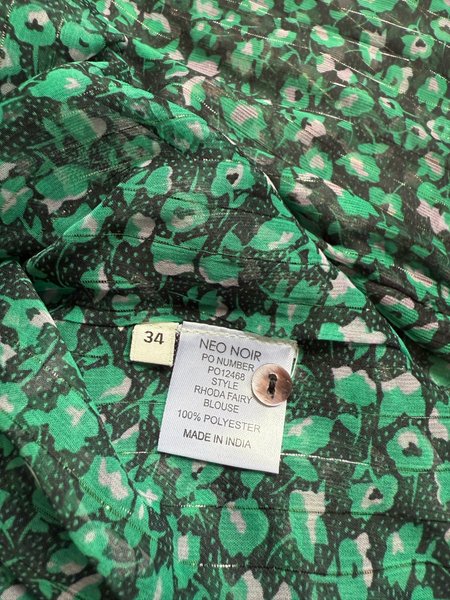 34
NEO NOIR
PO NUMBER
PO12468
STYLE
RHODA FAIRY
BLOUSE
100% POLYESTER
MADE IN INDIA